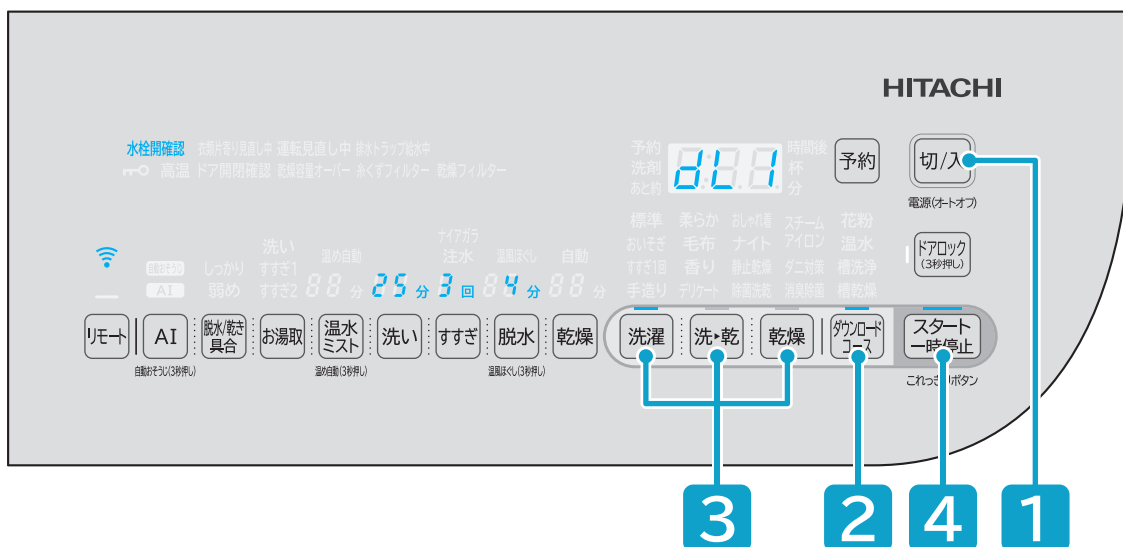 HITACHI
水栓開確認 衣類片寄り見直し中 運転見直し中 排水トラップ給水中
高温 ドア開閉確認 乾燥容量オーバー 糸くずフィルター 乾燥フィルター
予約 時間後
洗剤 dL1 杯
あと約 分
予約
切/入
電源(オートオフ)
標準 柔らか おしゃれ着 スチーム 花粉
おいそぎ 毛布 ナイト アイロン 温水
すすぎ1回 香り 静止乾燥 ダニ対策 槽洗浄
手造り デリケート 除菌洗乾 消臭除菌 槽乾燥
ドアロック
(3秒押し)
ナイアガラ
洗い 温め自動 注水 温風ほぐし 自動
自動おそうじ しっかり すすぎ1
AI 弱め すすぎ2 88 分 25 分 3 回 84 分 88 分
リモート AI 脱水/乾き具合 お湯取 温水ミスト 洗い すすぎ 脱水 乾燥 洗濯 洗▸乾 乾燥 ダウンロードコース スタート一時停止
自動おそうじ(3秒押し) 温め自動(3秒押し) 温風ほぐし(3秒押し) これっきりボタン
3 2 4 1